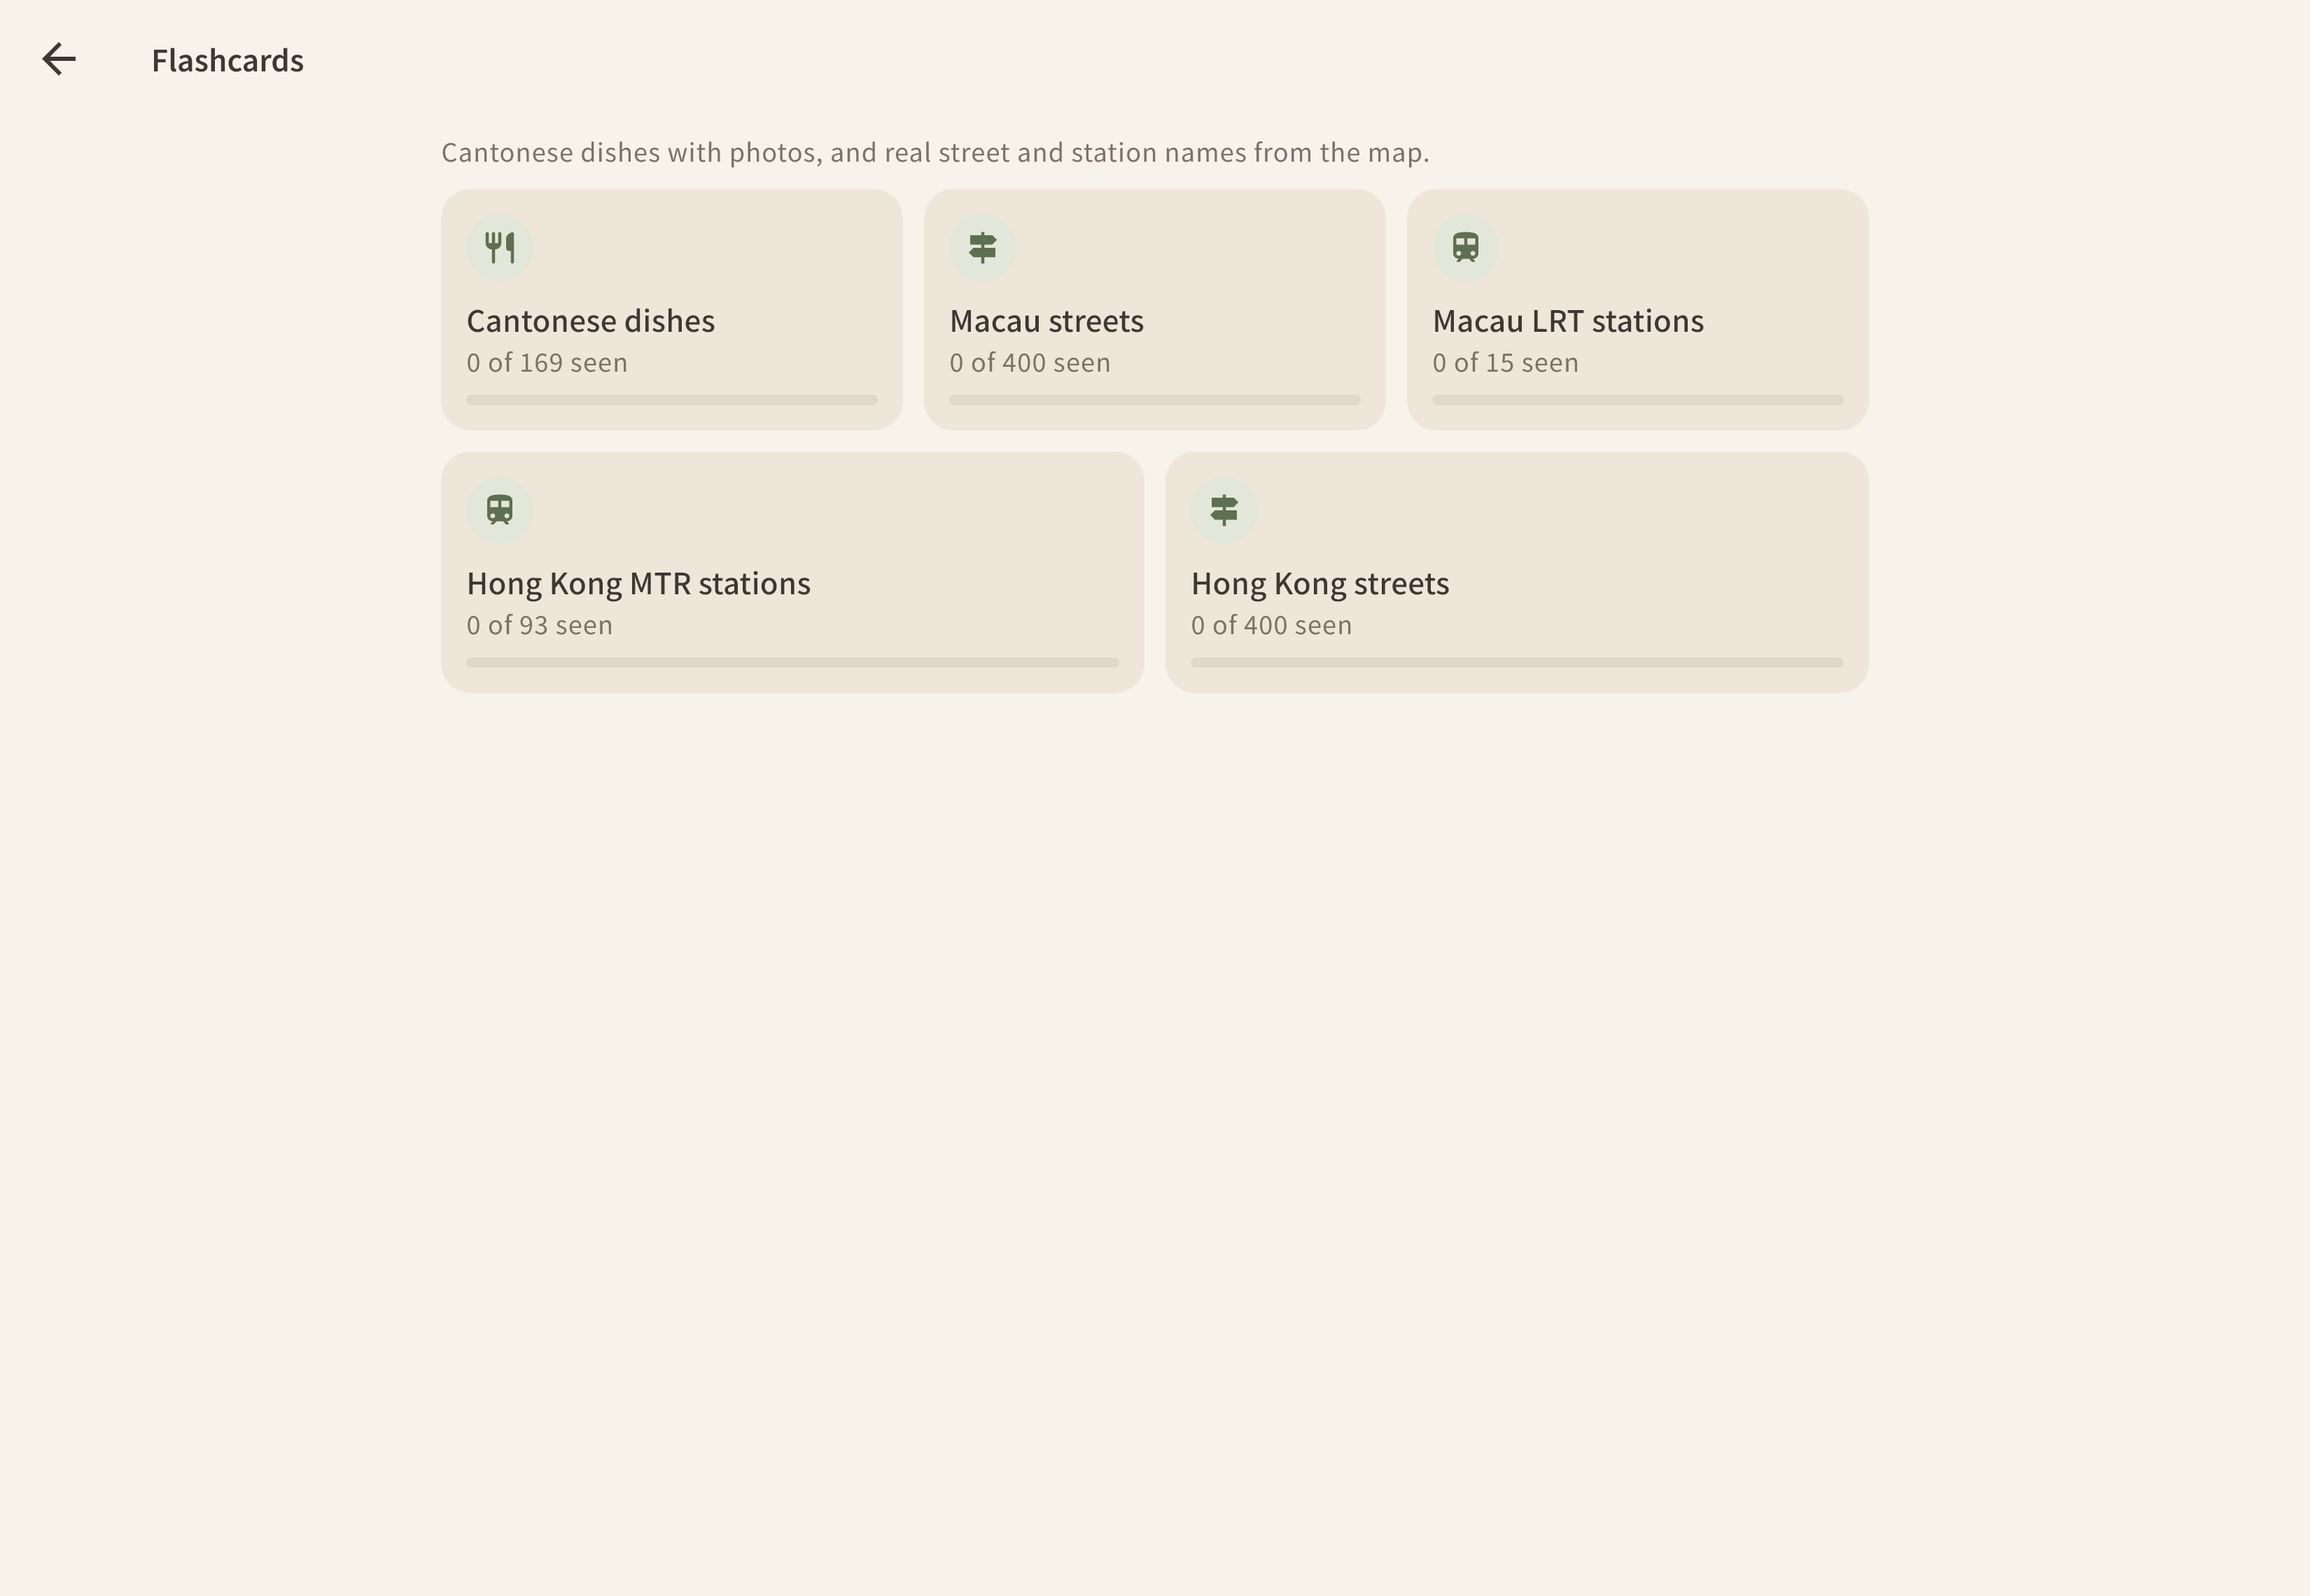 Flashcards
Cantonese dishes with photos, and real street and station names from the map.
Cantonese dishes
0 of 169 seen
Macau streets
0 of 400 seen
Macau LRT stations
0 of 15 seen
Hong Kong MTR stations
0 of 93 seen
Hong Kong streets
0 of 400 seen